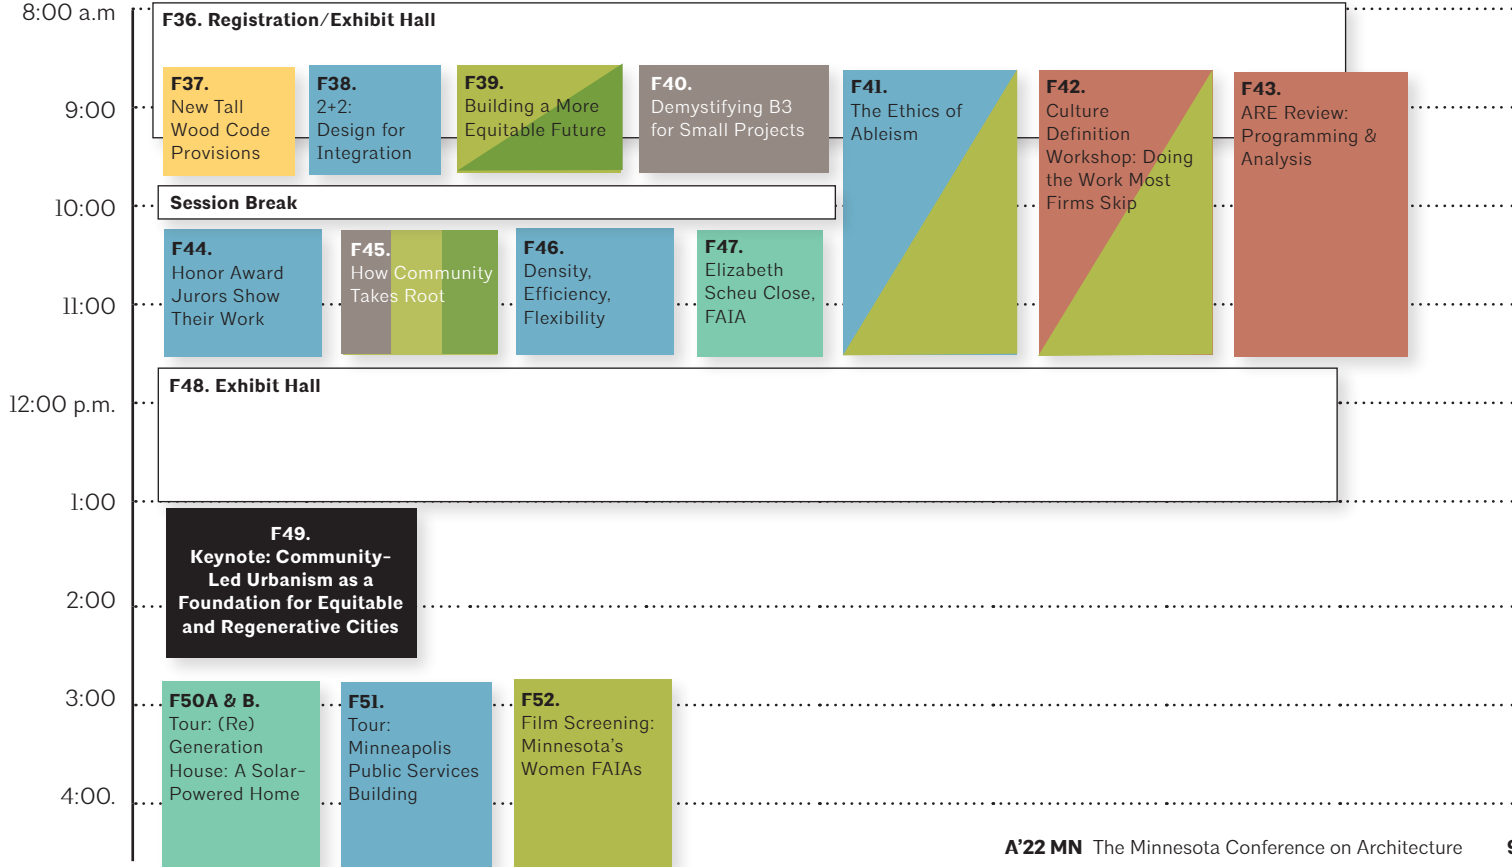 8:00 a.m
F36. Registration/Exhibit Hall
F37.
New Tall
Wood Code
Provisions
F38.
2+2:
Design for
Integration
F39.
Building a More
Equitable Future
F40.
Demystifying B3
for Small Projects
F41.
The Ethics of
Ableism
F42.
Culture
Definition
Workshop: Doing
the Work Most
Firms Skip
F43.
ARE Review:
Programming &
Analysis
9:00
Session Break
10:00
F44.
Honor Award
Jurors Show
Their Work
F45.
How Community
Takes Root
F46.
Density,
Efficiency,
Flexibility
F47.
Elizabeth
Scheu Close,
FAIA
11:00
F48. Exhibit Hall
12:00 p.m.
1:00
F49.
Keynote: Community-
Led Urbanism as a
Foundation for Equitable
and Regenerative Cities
2:00
3:00
F50A & B.
Tour: (Re)
Generation
House: A Solar-
Powered Home
F51.
Tour:
Minneapolis
Public Services
Building
F52.
Film Screening:
Minnesota's
Women FAIAs
4:00.
A'22 MN The Minnesota Conference on Architecture 9